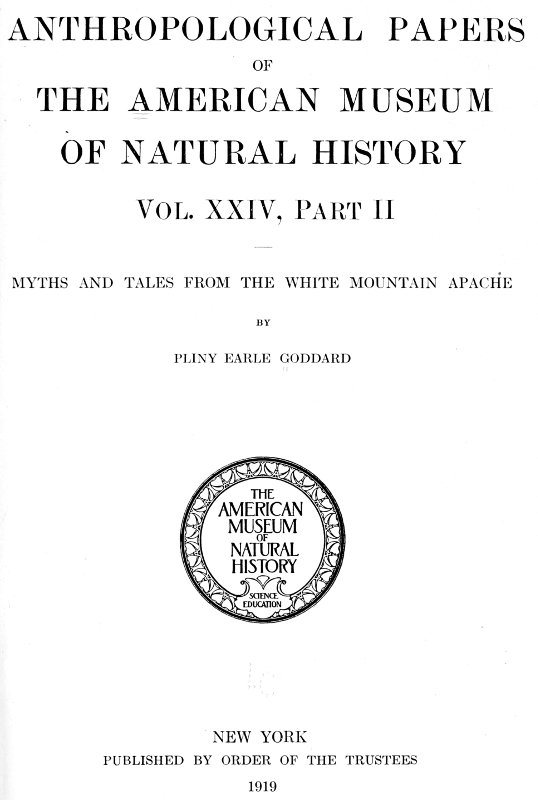 ANTHROPOLOGICAL PAPERS
OF
THE AMERICAN MUSEUM
OF NATURAL HISTORY
VOL. XXIV, PART II
MYTHS AND TALES FROM THE WHITE MOUNTAIN APACHE
BY
PLINY EARLE GODDARD
THE
AMERICAN
MUSEUM
OF
NATURAL
HISTORY
SCIENCE
EDUCATION
NEW YORK
PUBLISHED BY ORDER OF THE TRUSTEES
1919